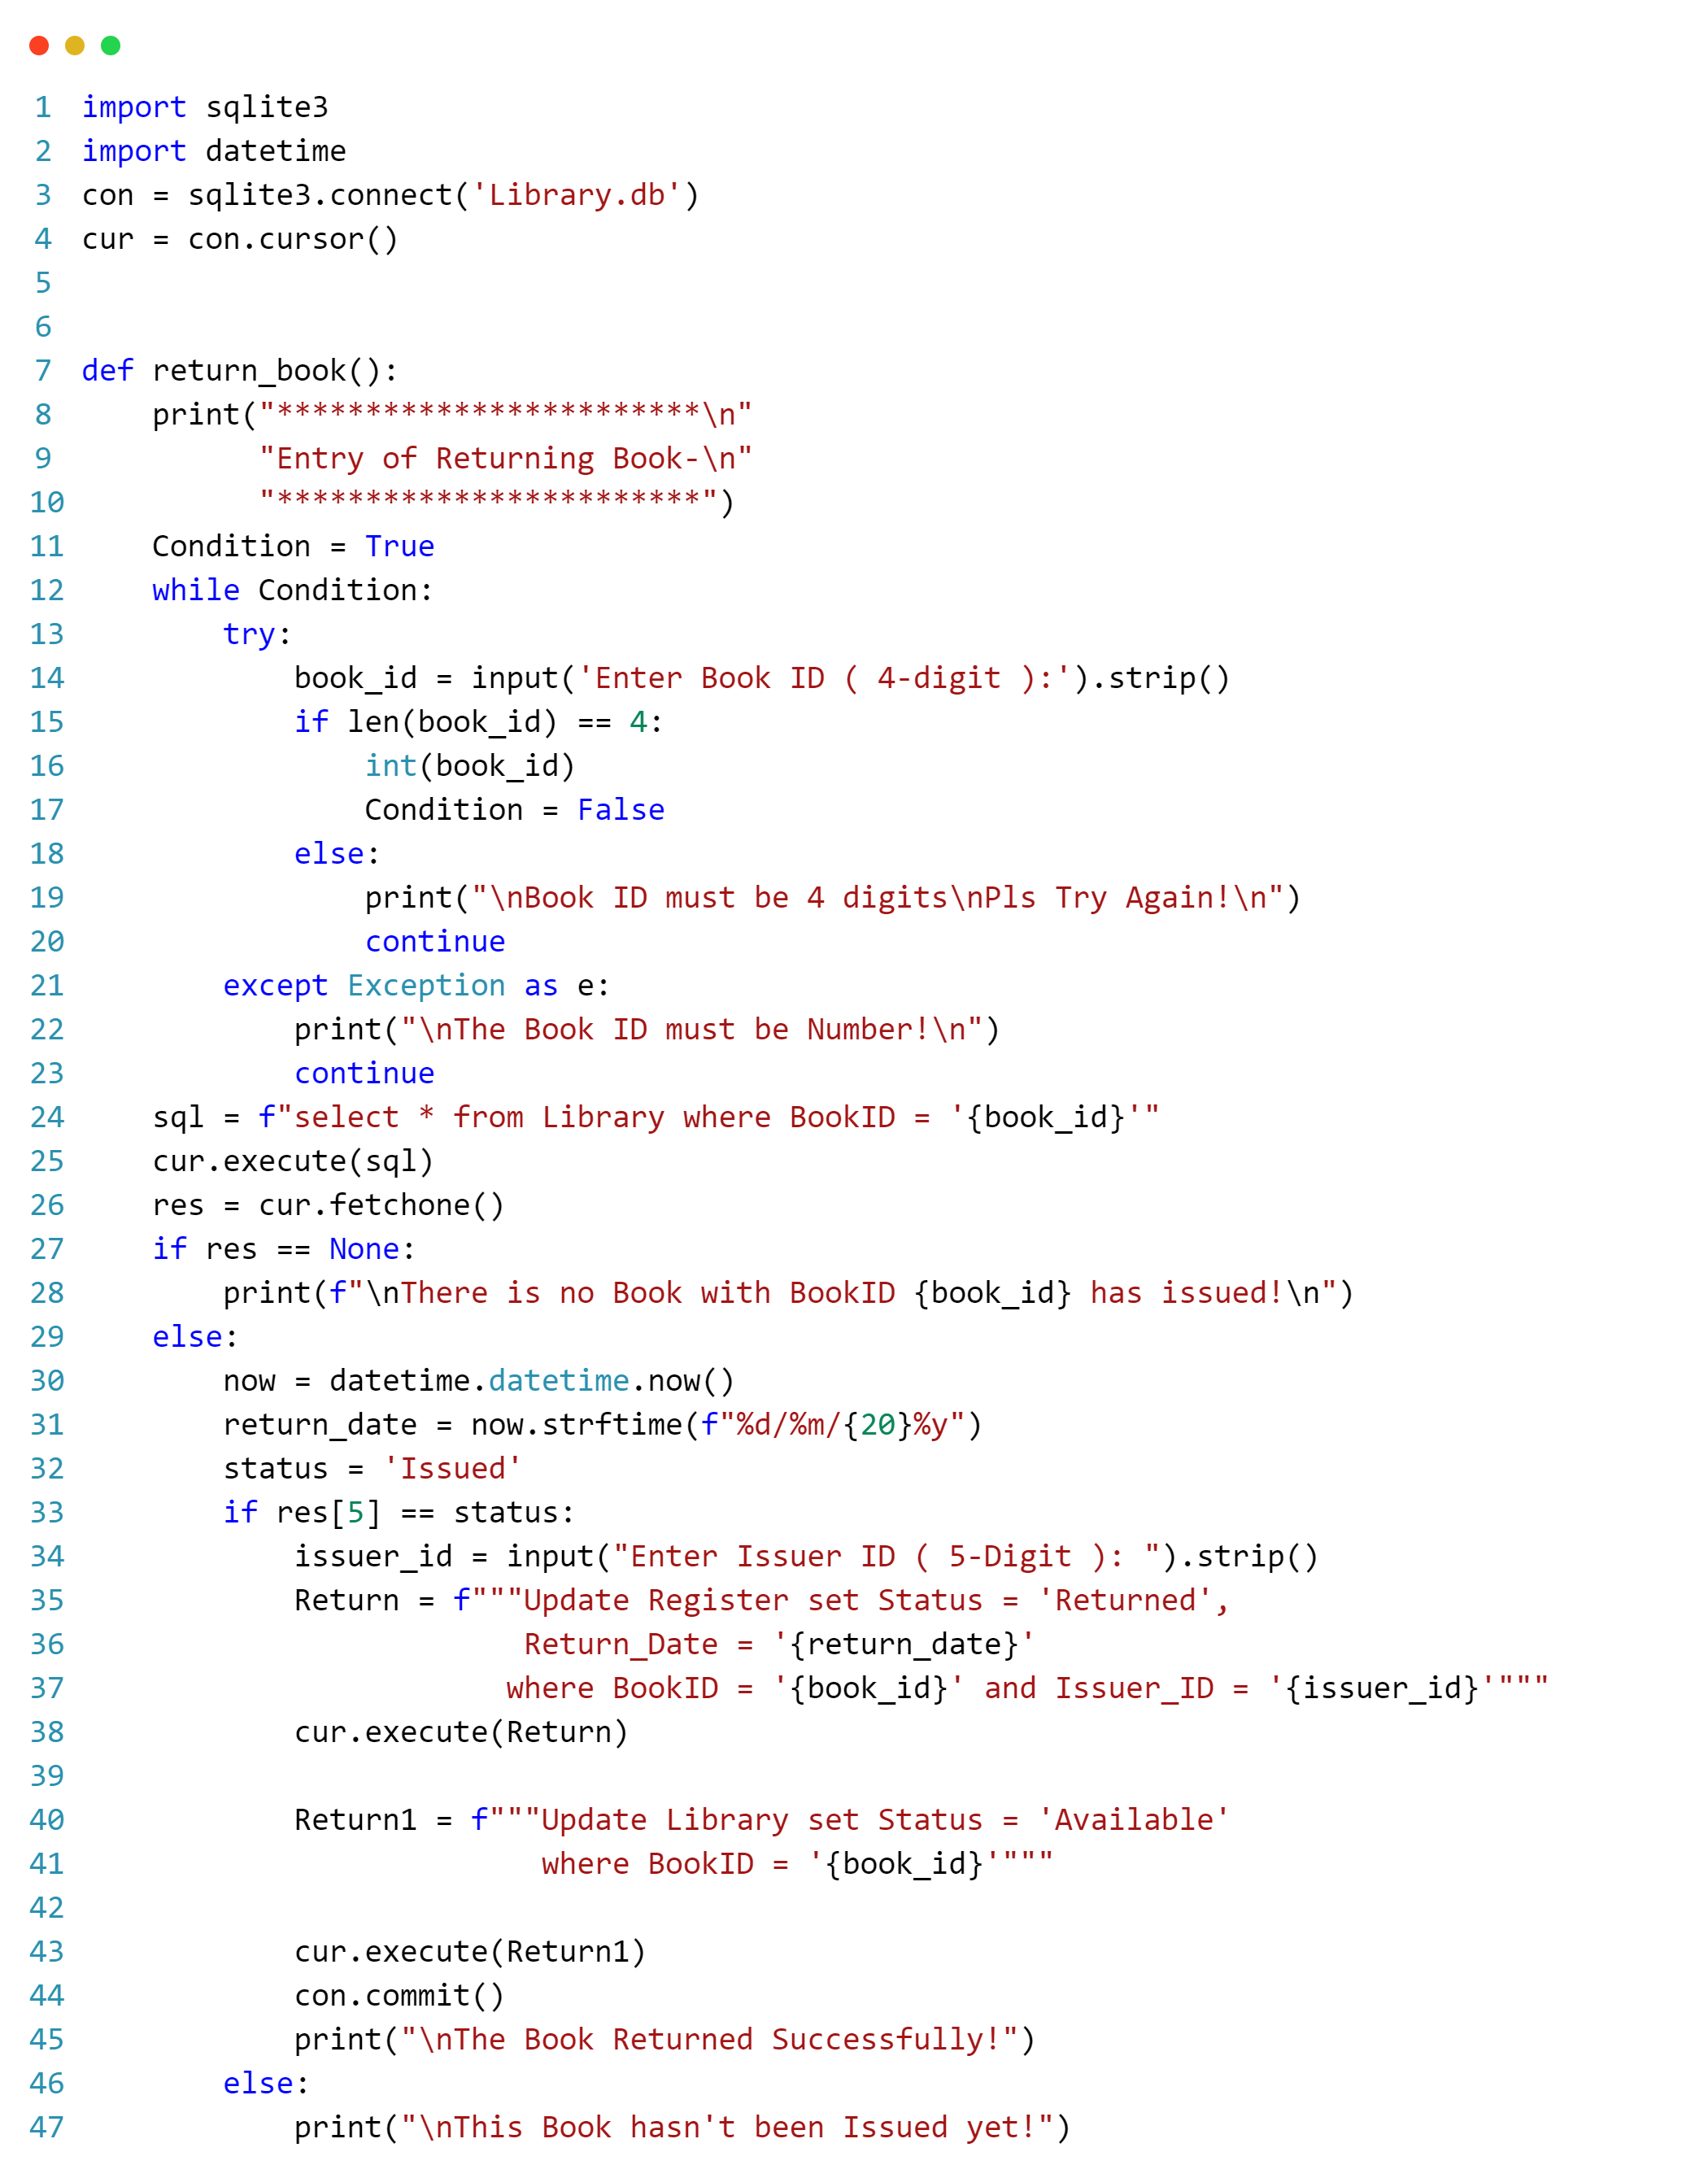 1 import sqlite3
2 import datetime
3 con = sqlite3.connect('Library.db')
4 cur = con.cursor()
5
6
7 def return_book():
8     print("************************\n"
9           "Entry of Returning Book-\n"
10           "************************")
11     Condition = True
12     while Condition:
13         try:
14             book_id = input('Enter Book ID ( 4-digit ):').strip()
15             if len(book_id) == 4:
16                 int(book_id)
17                 Condition = False
18             else:
19                 print("\nBook ID must be 4 digits\nPls Try Again!\n")
20                 continue
21         except Exception as e:
22             print("\nThe Book ID must be Number!\n")
23             continue
24     sql = f"select * from Library where BookID = '{book_id}'"
25     cur.execute(sql)
26     res = cur.fetchone()
27     if res == None:
28         print(f"\nThere is no Book with BookID {book_id} has issued!\n")
29     else:
30         now = datetime.datetime.now()
31         return_date = now.strftime(f"%d/%m/{20}%y")
32         status = 'Issued'
33         if res[5] == status:
34             issuer_id = input("Enter Issuer ID ( 5-Digit ): ").strip()
35             Return = f"""Update Register set Status = 'Returned',
36                          Return_Date = '{return_date}'
37                         where BookID = '{book_id}' and Issuer_ID = '{issuer_id}'"""
38             cur.execute(Return)
39
40             Return1 = f"""Update Library set Status = 'Available'
41                           where BookID = '{book_id}'"""
42
43             cur.execute(Return1)
44             con.commit()
45             print("\nThe Book Returned Successfully!")
46         else:
47             print("\nThis Book hasn't been Issued yet!")